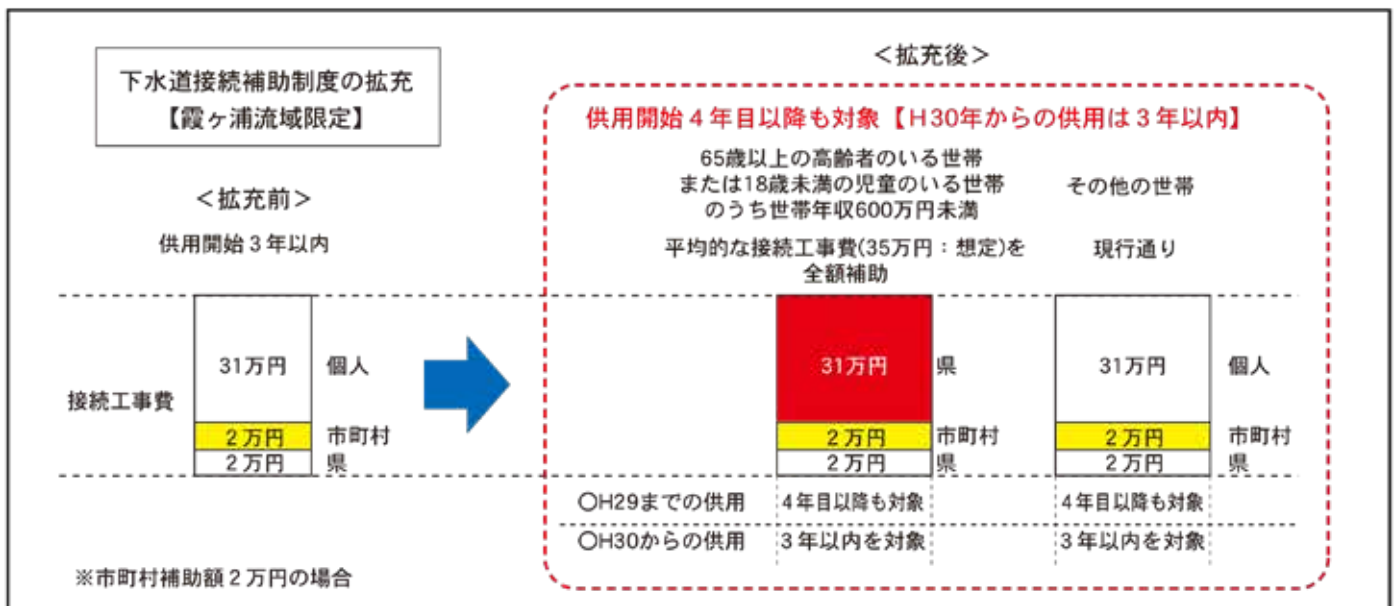 下水道接続補助制度の拡充
【霞ヶ浦流域限定】
<拡充前>
供用開始3年以内
接続工事費
31万円 個人
2万円 市町村
2万円 県
※市町村補助額2万円の場合
<拡充後>
供用開始4年目以降も対象【H30年からの供用は3年以内】
65歳以上の高齢者のいる世帯
または18歳未満の児童のいる世帯
のうち世帯年収600万円未満
平均的な接続工事費(35万円:想定)を
全額補助
31万円 県
2万円 市町村
2万円 県
その他の世帯
現行通り
31万円 個人
2万円 市町村
2万円 県
○H29までの供用 4年目以降も対象 4年目以降も対象
○H30からの供用 3年以内を対象 3年以内を対象